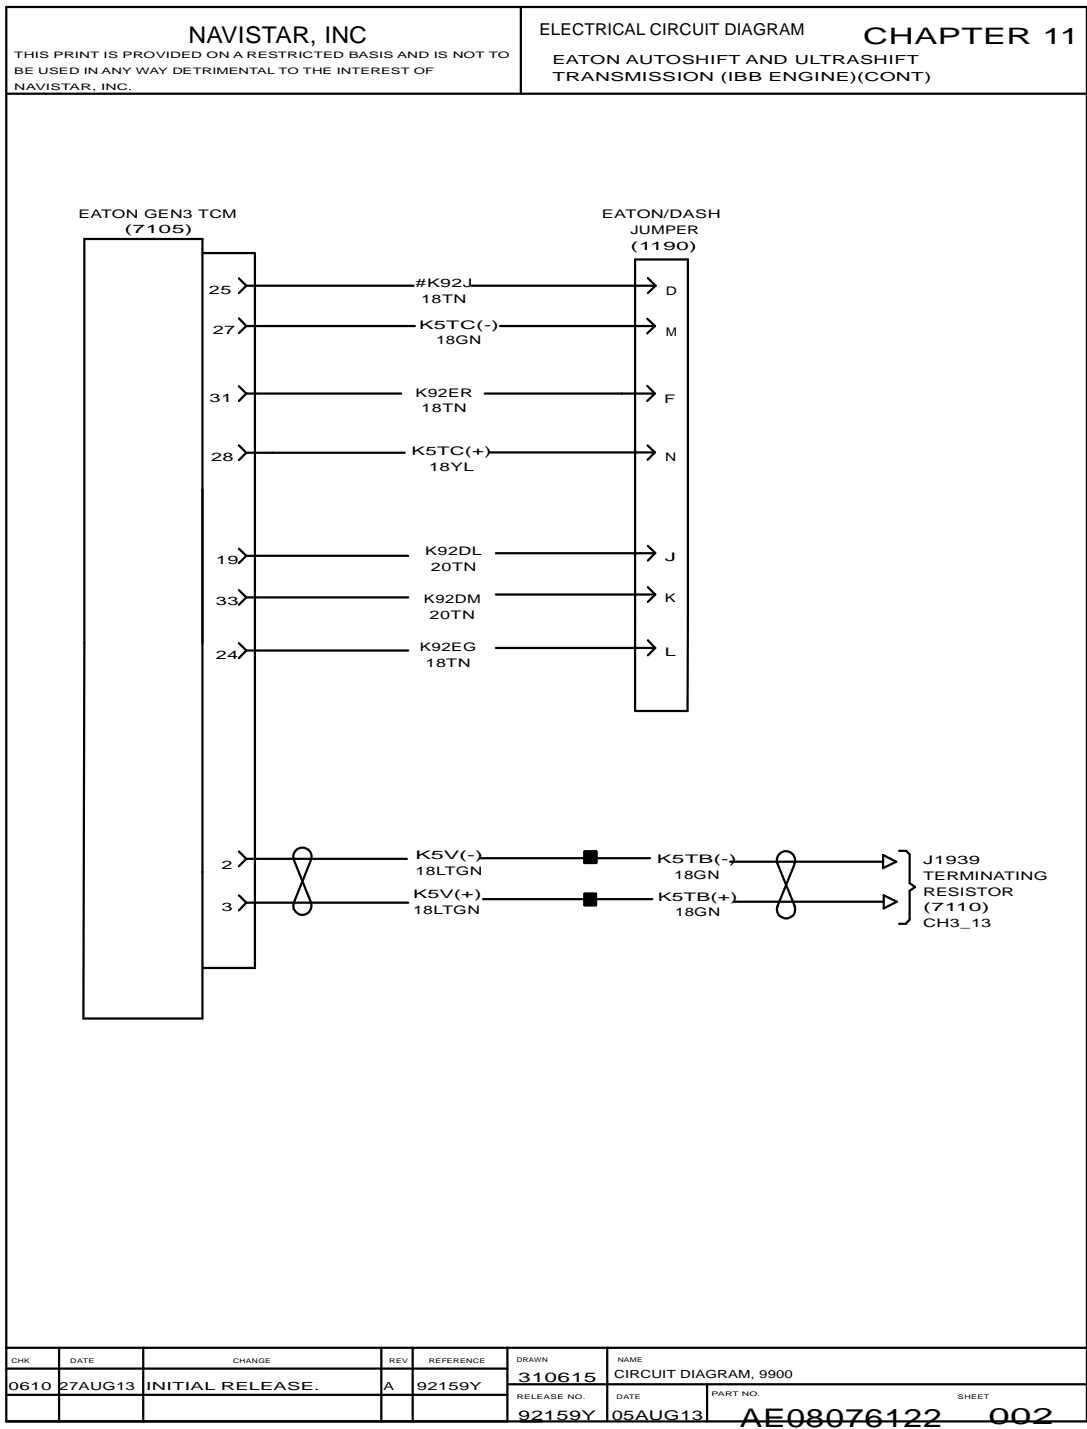 NAVISTAR, INC
THIS PRINT IS PROVIDED ON A RESTRICTED BASIS AND IS NOT TO
BE USED IN ANY WAY DETRIMENTAL TO THE INTEREST OF
NAVISTAR, INC.
ELECTRICAL CIRCUIT DIAGRAM
CHAPTER 11
EATON AUTOSHIFT AND ULTRASHIFT
TRANSMISSION (IBB ENGINE)(CONT)
EATON GEN3 TCM
(7105)
EATON/DASH
JUMPER
(1190)
25
#K92J
18TN
D
27
K5TC(-)
18GN
M
31
K92ER
18TN
F
28
K5TC(+)
18YL
N
19
K92DL
20TN
J
33
K92DM
20TN
K
24
K92EG
18TN
L
2
K5V(-)
18LTGN
K5TB(-)
18GN
3
K5V(+)
18LTGN
K5TB(+)
18GN
J1939
TERMINATING
RESISTOR
(7110)
CH3_13
CHK DATE CHANGE REV REFERENCE
0610 27AUG13 INITIAL RELEASE. A 92159Y
DRAWN
310615
NAME
CIRCUIT DIAGRAM, 9900
RELEASE NO.
92159Y
DATE
05AUG13
PART NO.
AE08076122
SHEET
002